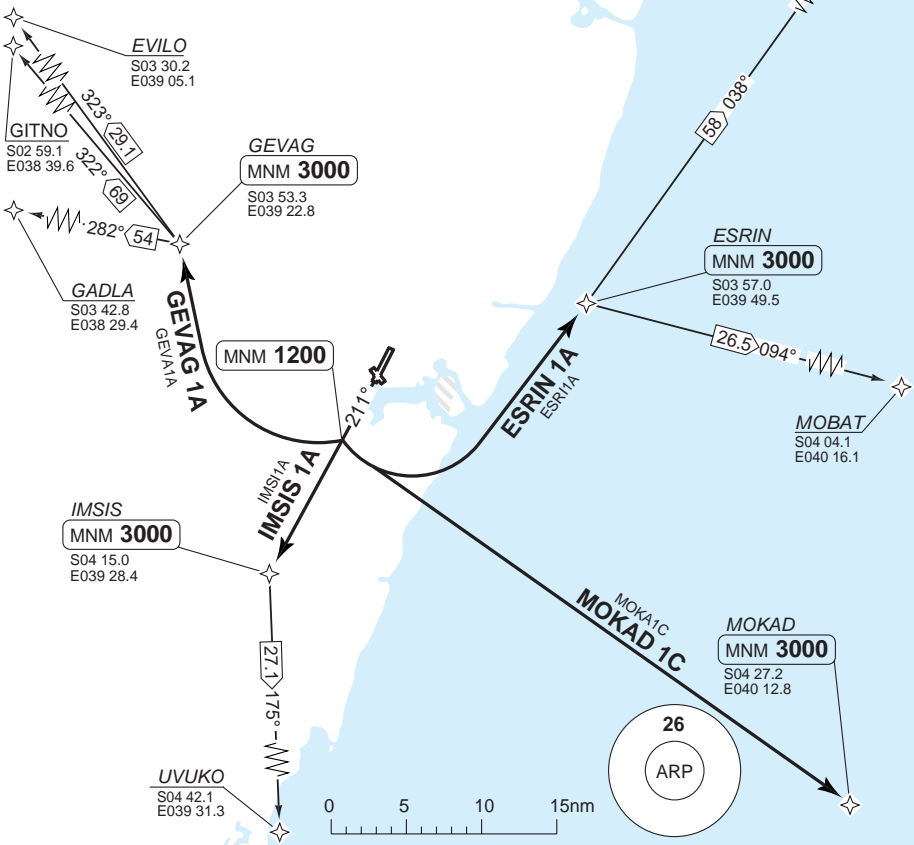 EVILO
S03 30.2
E039 05.1
GITNO
S02 59.1
E038 39.6
323° 29.1
322° 69
282° 54
GEVAG
MNM 3000
S03 53.3
E039 22.8
GADLA
S03 42.8
E038 29.4
GEVAG 1A
GEVA1A
MNM 1200
211°
58 038°
ESRIN
MNM 3000
S03 57.0
E039 49.5
26.5 094°
ESRIN 1A
ESRI1A
MOBAT
S04 04.1
E040 16.1
IMSI1A
IMSIS 1A
IMSIS
MNM 3000
S04 15.0
E039 28.4
27.1 175°
MOKA1C
MOKAD 1C
MOKAD
MNM 3000
S04 27.2
E040 12.8
26
ARP
UVUKO
S04 42.1
E039 31.3
0 5 10 15nm